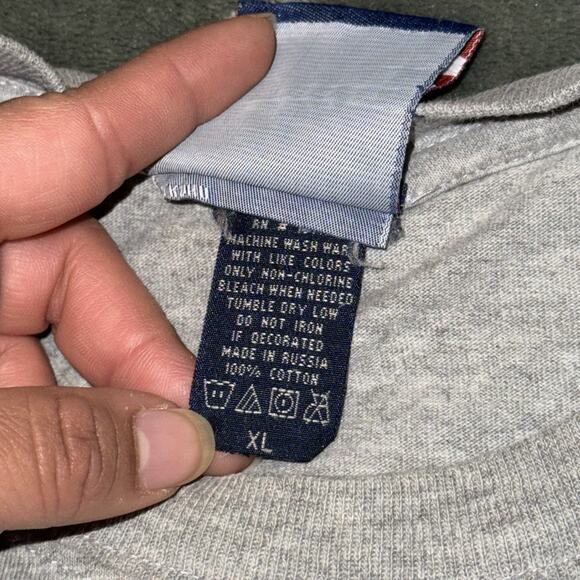 RN #
MACHINE WASH WAR
WITH LIKE COLORS
ONLY NON-CHLORINE
BLEACH WHEN NEEDED
TUMBLE DRY LOW
DO NOT IRON
IF DECORATED
MADE IN RUSSIA
100% COTTON
XL